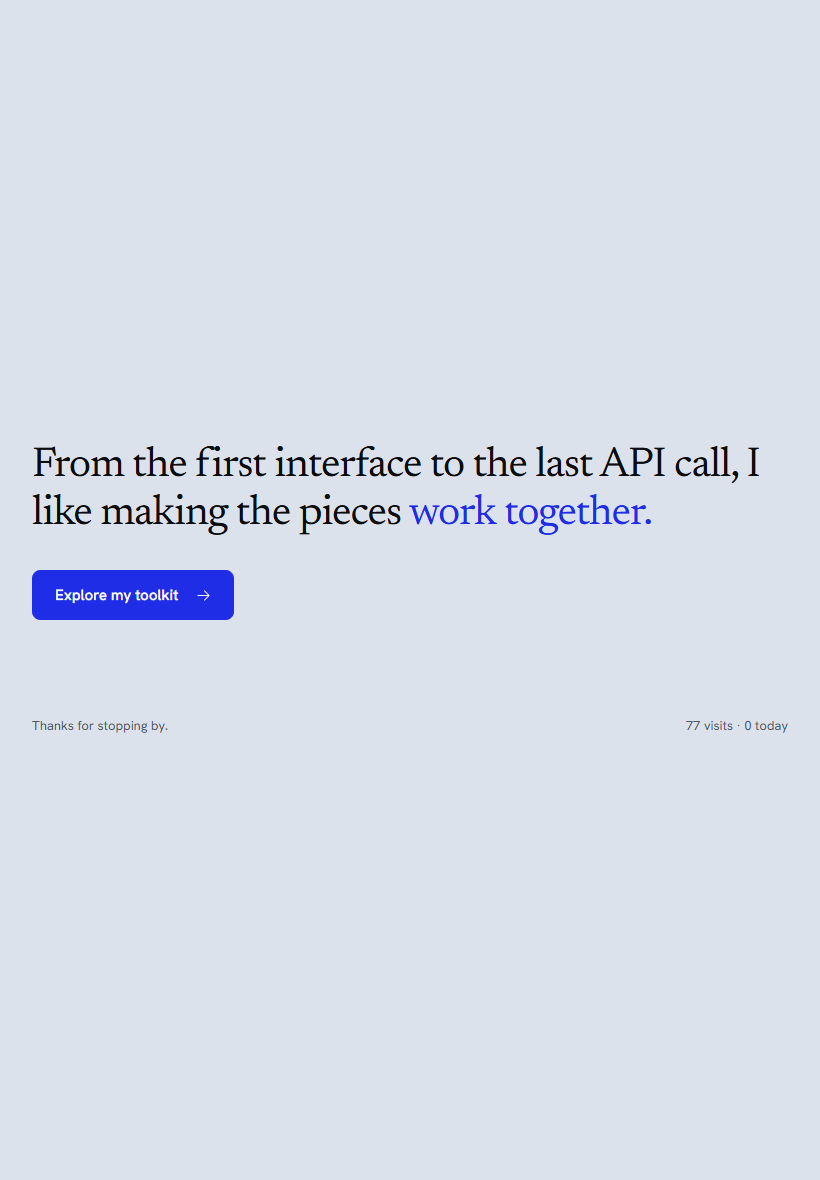 From the first interface to the last API call, I
like making the pieces work together.
Explore my toolkit →
Thanks for stopping by.
77 visits · 0 today